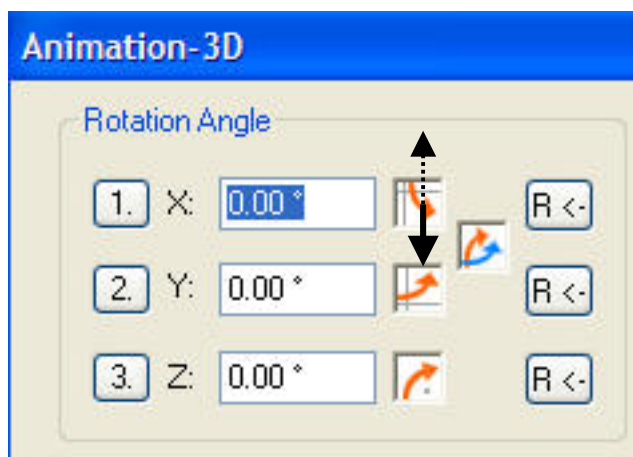 Animation-3D
Rotation Angle
1. X: 0.00 ° R <-
2. Y: 0.00 ° R <-
3. Z: 0.00 ° R <-